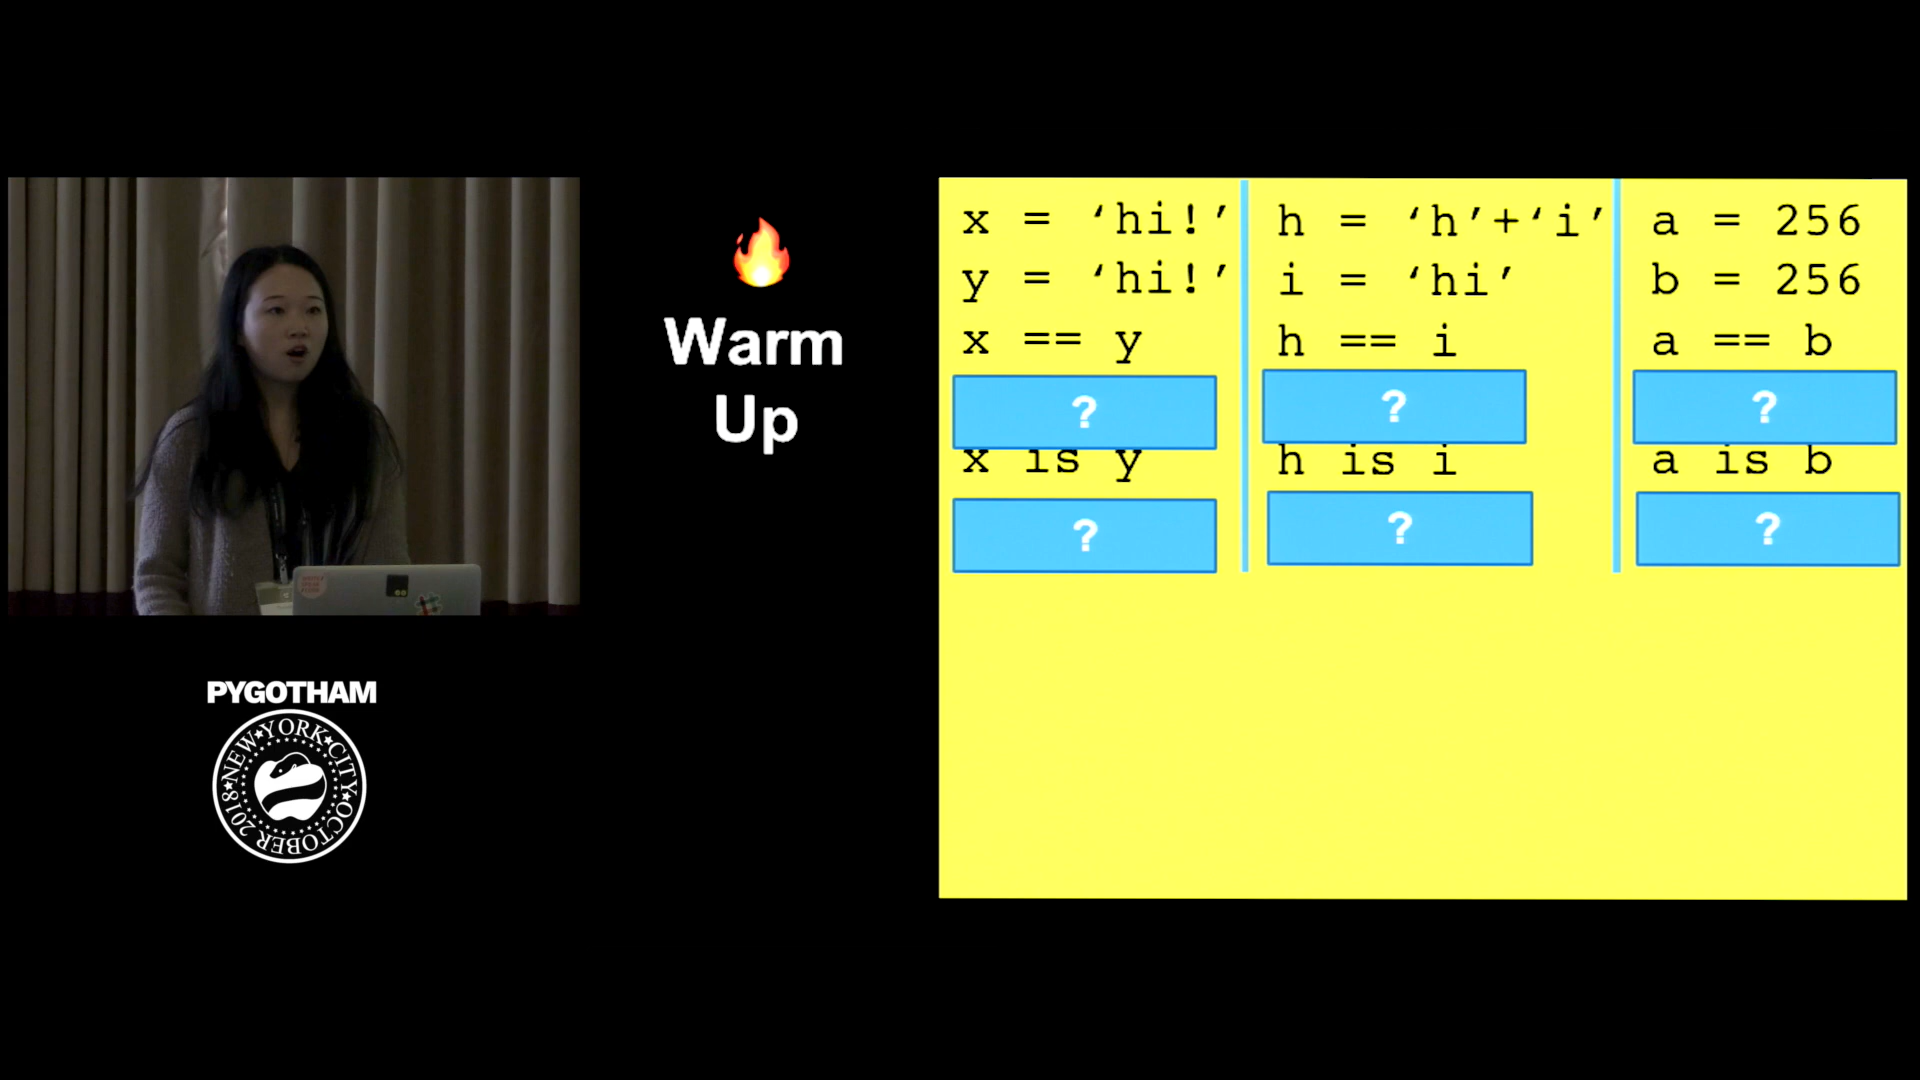 Warm
Up
x = ‘hi!’
y = ‘hi!’
x == y
?
x is y
?
h = ‘h’+‘i’
i = ‘hi’
h == i
?
h is i
?
a = 256
b = 256
a == b
?
a is b
?
PYGOTHAM
NEW★YORK★CITY★OCTOBER 2018★